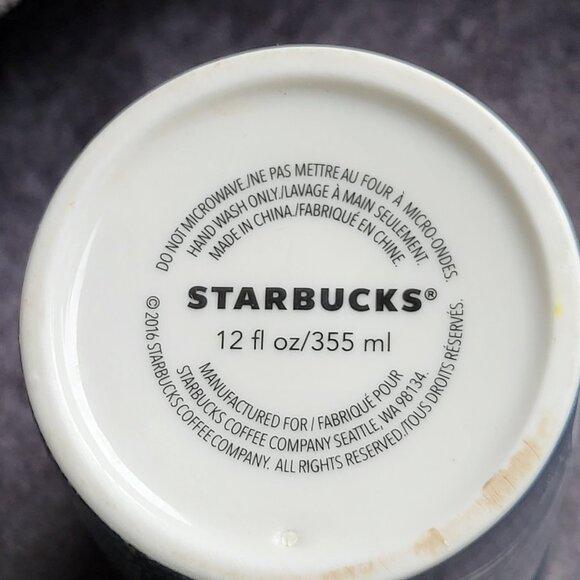 DO NOT MICROWAVE./NE PAS METTRE AU FOUR À MICRO-ONDES.
HAND WASH ONLY./LAVAGE À MAIN SEULEMENT.
MADE IN CHINA./FABRIQUÉ EN CHINE.
STARBUCKS®
12 fl oz/355 ml
MANUFACTURED FOR / FABRIQUÉ POUR
STARBUCKS COFFEE COMPANY SEATTLE, WA 98134.
© 2016 STARBUCKS COFFEE COMPANY. ALL RIGHTS RESERVED./TOUS DROITS RÉSERVÉS.